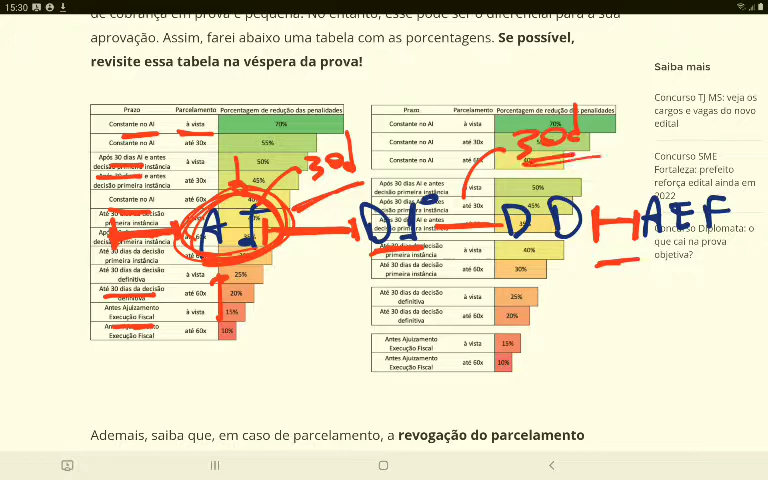 15:30
de cobrança em prova é pequena. No entanto, esse pode ser o diferencial para a sua
aprovação. Assim, farei abaixo uma tabela com as porcentagens. Se possível,
revisite essa tabela na véspera da prova!
Prazo Parcelamento Porcentagem de redução das penalidades
Constante no AI à vista 70%
Constante no AI até 30x 55%
Após 30 dias AI e antes decisão primeira instância à vista 50%
Após 30 dias AI e antes decisão primeira instância até 30x 45%
Constante no AI até 60x
Até 30 dias da decisão primeira instância
decisão primeira instância
Até 30 dias da decisão primeira instância
à vista 25%
Até 30 dias da decisão definitiva até 60x 20%
Antes Ajuizamento Execução Fiscal à vista 15%
Antes Ajuizamento Execução Fiscal até 60x 10%
Prazo Parcelamento Porcentagem de redução das penalidades
Constante no AI à vista 70%
Constante no AI até 30x
Constante no AI até 60x
Após 30 dias AI e antes decisão primeira instância à vista 50%
Após 30 dias AI e antes decisão primeira instância até 30x 45%
AI e antes decisão primeira instância
Até 30 dias da decisão primeira instância à vista 40%
Até 30 dias da decisão primeira instância até 60x 30%
Até 30 dias da decisão definitiva à vista 25%
Até 30 dias da decisão definitiva até 60x 20%
Antes Ajuizamento Execução Fiscal à vista 15%
Antes Ajuizamento Execução Fiscal até 60x 10%
30d
30d
AI
DD
AEF
Ademais, saiba que, em caso de parcelamento, a revogação do parcelamento
Saiba mais
Concurso TJ MS: veja os
cargos e vagas do novo
edital
Concurso SME
Fortaleza: prefeito
reforça edital ainda em
2022
Concurso Diplomata: o
que cai na prova
objetiva?